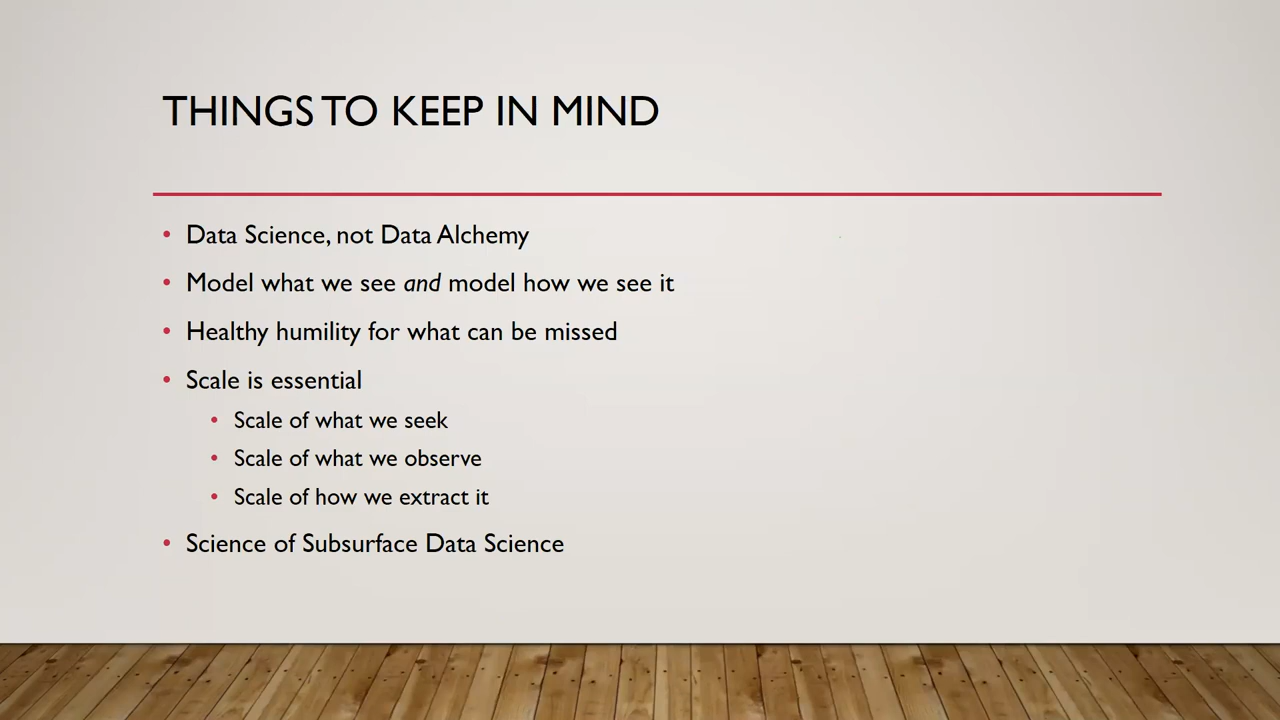 THINGS TO KEEP IN MIND
• Data Science, not Data Alchemy
• Model what we see and model how we see it
• Healthy humility for what can be missed
• Scale is essential
• Scale of what we seek
• Scale of what we observe
• Scale of how we extract it
• Science of Subsurface Data Science